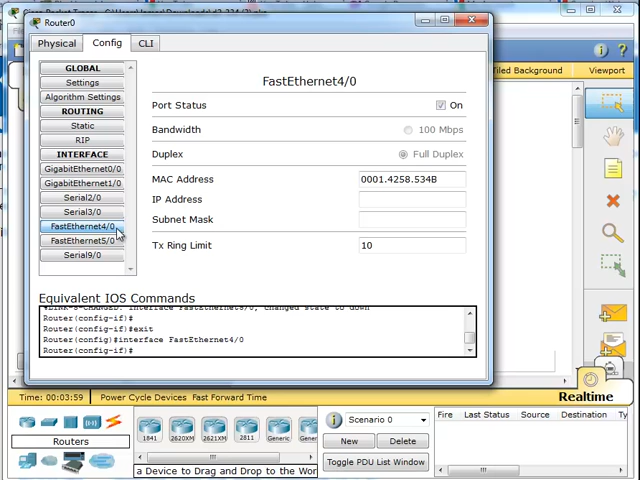 Router0
Physical
Config
CLI
GLOBAL
Settings
Algorithm Settings
ROUTING
Static
RIP
INTERFACE
GigabitEthernet0/0
GigabitEthernet1/0
Serial2/0
Serial3/0
FastEthernet4/0
FastEthernet5/0
Serial9/0
FastEthernet4/0
Port Status
On
Bandwidth
100 Mbps
Duplex
Full Duplex
MAC Address
0001.4258.534B
IP Address
Subnet Mask
Tx Ring Limit
10
Equivalent IOS Commands
Router(config-if)#
Router(config-if)#exit
Router(config)#interface FastEthernet4/0
Router(config-if)#
Tiled Background
Viewport
Time: 00:03:59
Power Cycle Devices Fast Forward Time
Realtime
Routers
1841
2620XM
2621XM
2811
Generic
a Device to Drag and Drop to the Wor
Scenario 0
New
Delete
Toggle PDU List Window
Fire
Last Status
Source
Destination
Ty